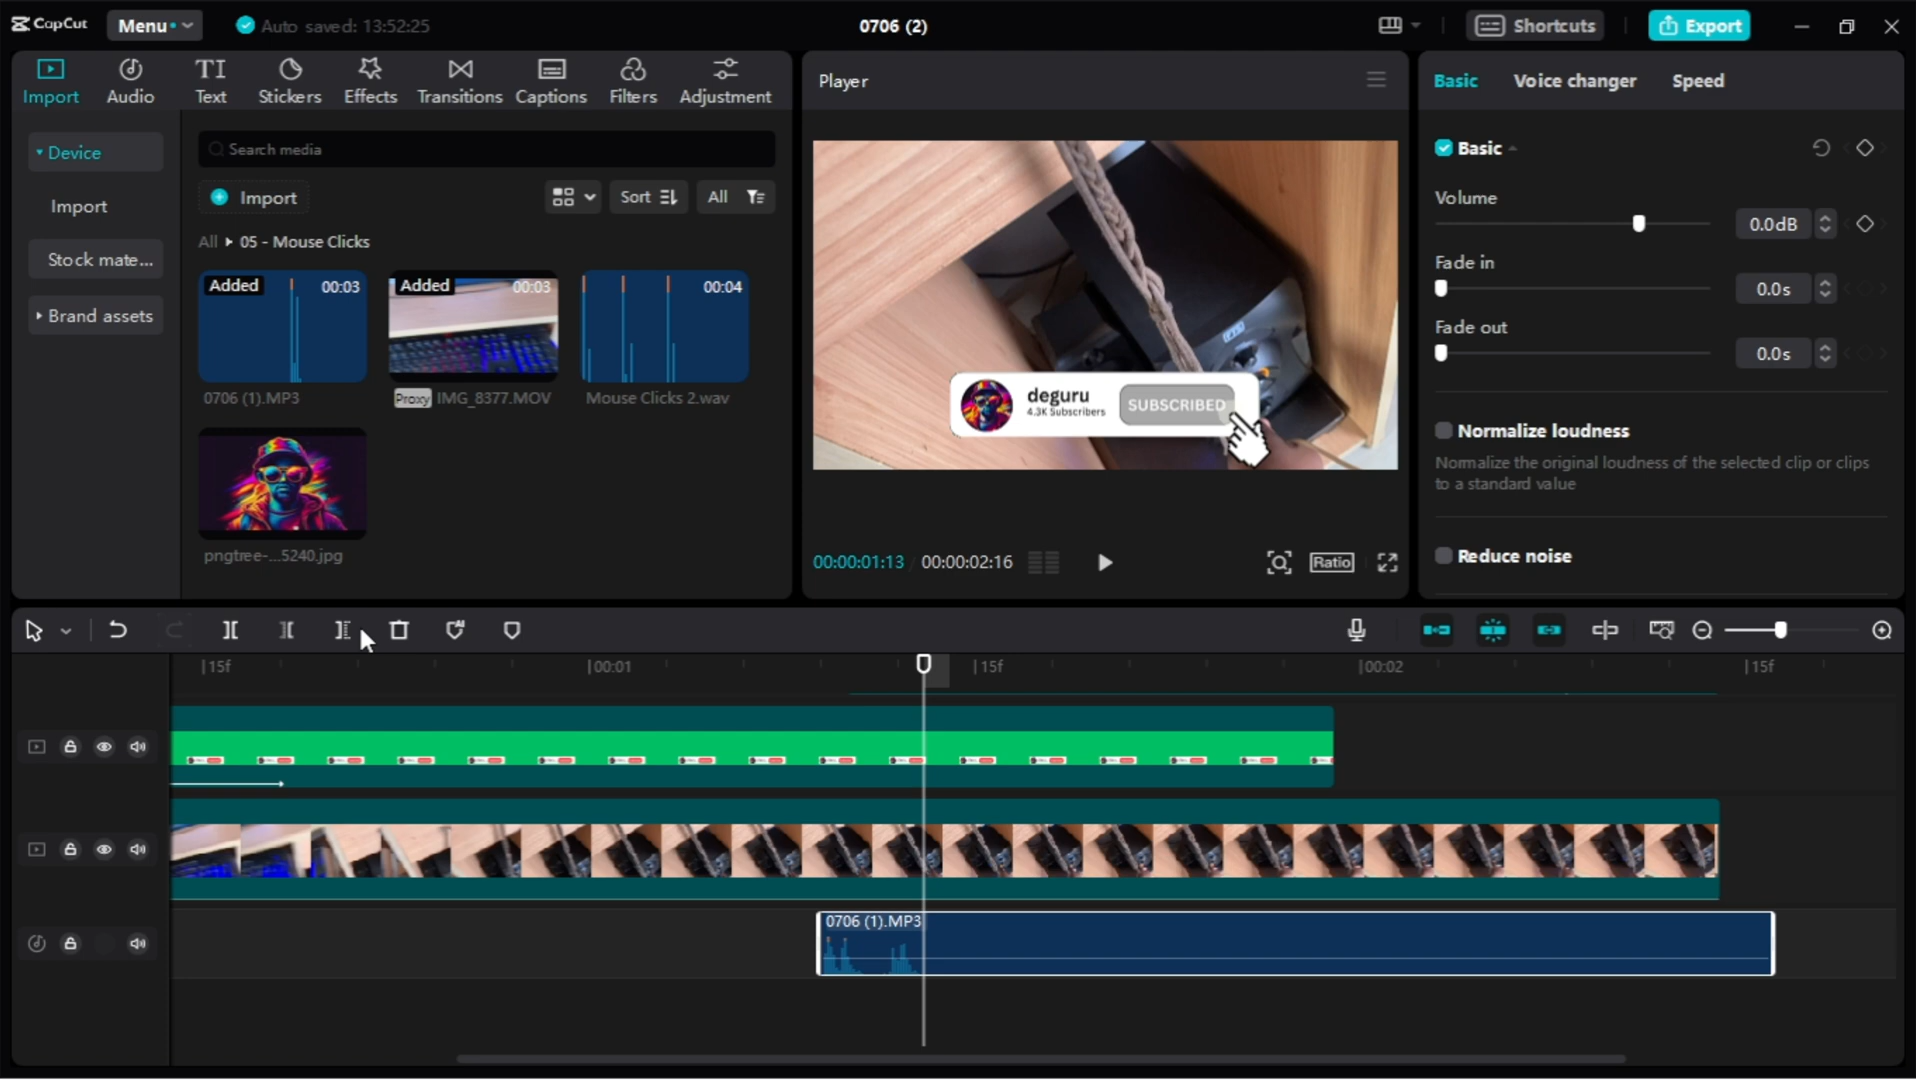 CapCut
Menu
Auto saved: 13:52:25
0706 (2)
Shortcuts
Export
Import
Audio
TI
Text
Stickers
Effects
Transitions
Captions
Filters
Adjustment
Device
Import
Stock mate...
Brand assets
Search media
Import
Sort
All
All
05 - Mouse Clicks
Added
00:03
0706 (1).MP3
Added
00:03
Proxy
IMG_8377.MOV
00:04
Mouse Clicks 2.wav
pngtree-...5240.jpg
Player
deguru
4.3K Subscribers
SUBSCRIBED
00:00:01:13
00:00:02:16
Ratio
Basic
Voice changer
Speed
Basic
Volume
0.0dB
Fade in
0.0s
Fade out
0.0s
Normalize loudness
Normalize the original loudness of the selected clip or clips
to a standard value
Reduce noise
15f
00:01
15f
00:02
15f
0706 (1).MP3